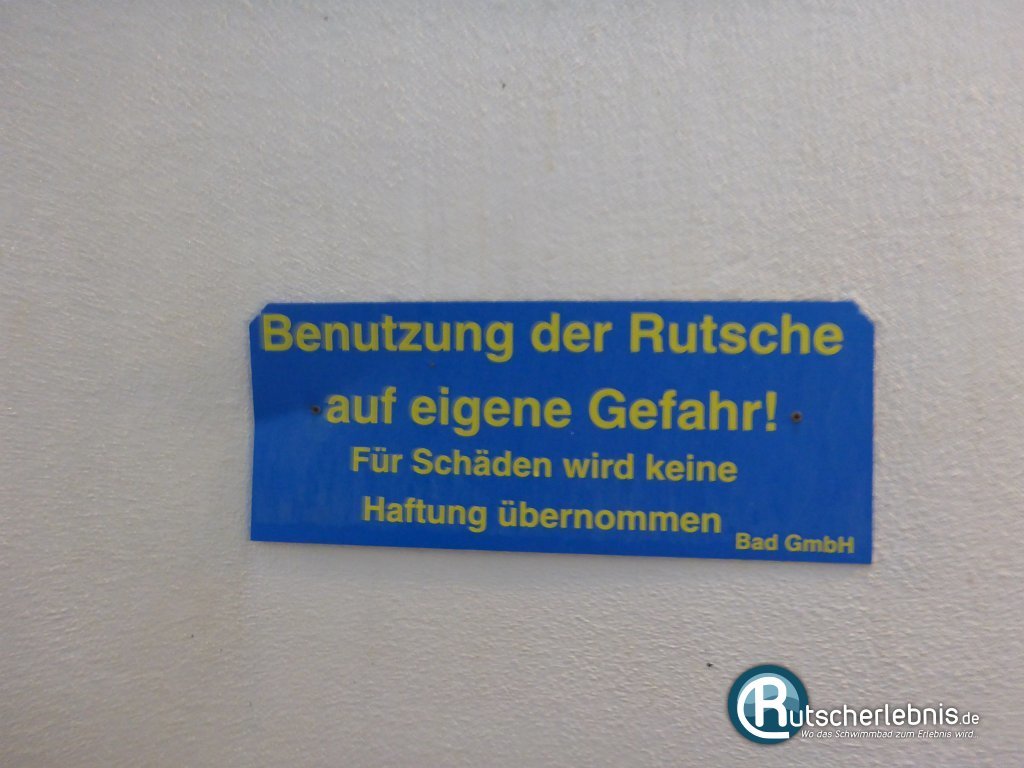 Benutzung der Rutsche
auf eigene Gefahr!
Für Schäden wird keine
Haftung übernommen
Bad GmbH
Rutscherlebnis.de
Wo das Schwimmbad zum Erlebnis wird...